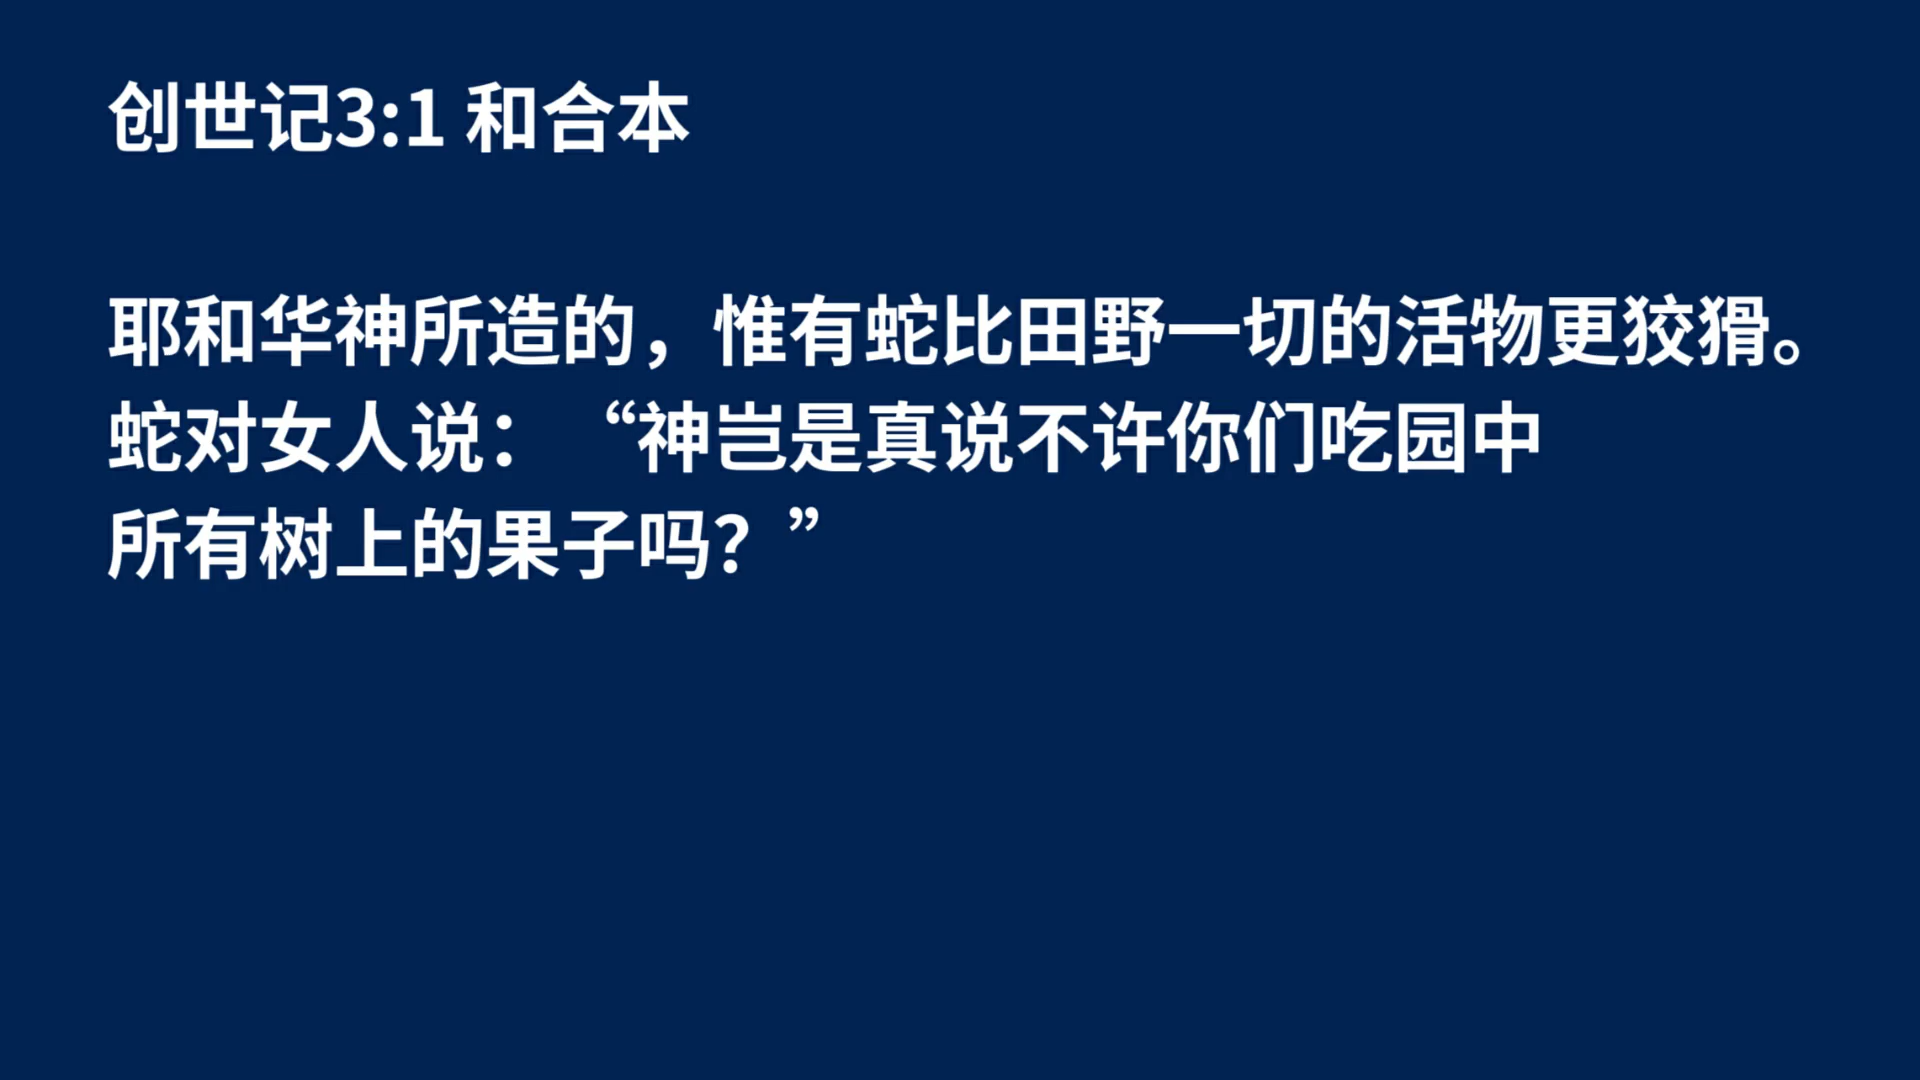 创世记3:1 和合本
耶和华神所造的，惟有蛇比田野一切的活物更狡猾。
蛇对女人说：“神岂是真说不许你们吃园中
所有树上的果子吗？”